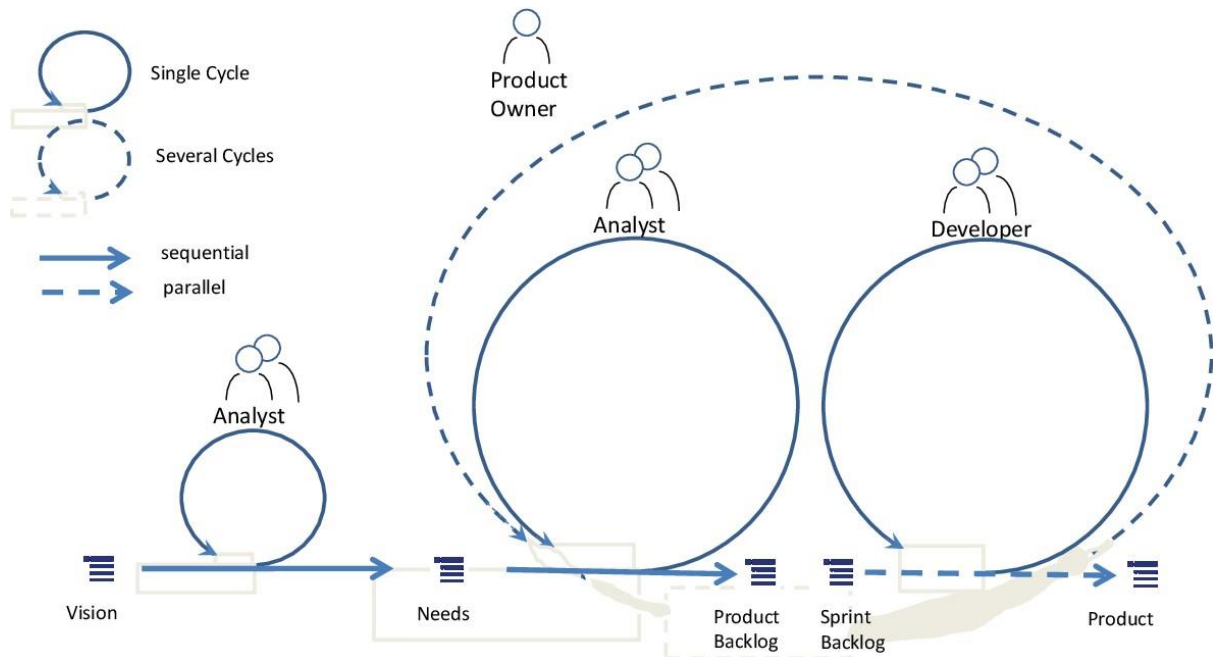 Single Cycle
Several Cycles
sequential
parallel
Product
Owner
Analyst
Developer
Analyst
Vision
Needs
Product
Backlog
Sprint
Backlog
Product